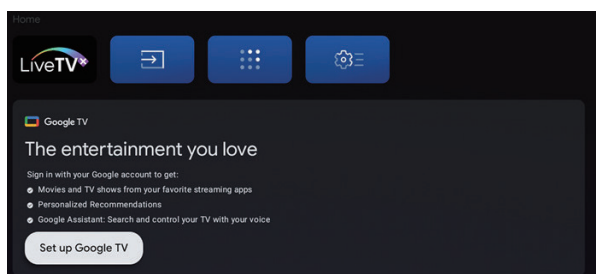 Home
LiveTVx
Google TV
The entertainment you love
Sign in with your Google account to get:
Movies and TV shows from your favorite streaming apps
Personalized Recommendations
Google Assistant: Search and control your TV with your voice
Set up Google TV